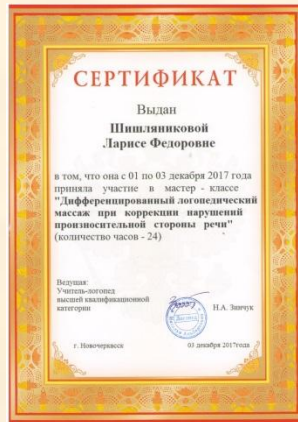 СЕРТИФИКАТ
Выдан
Шишляниковой
Ларисе Федоровне
в том, что она с 01 по 03 декабря 2017 года
приняла участие в мастер - классе
"Дифференцированный логопедический
массаж при коррекции нарушений
произносительной стороны речи"
(количество часов - 24)
Ведущая:
Учитель-логопед
высшей квалификационной
категории
Н.А. Зинчук
г. Новочеркасск
03 декабря 2017года